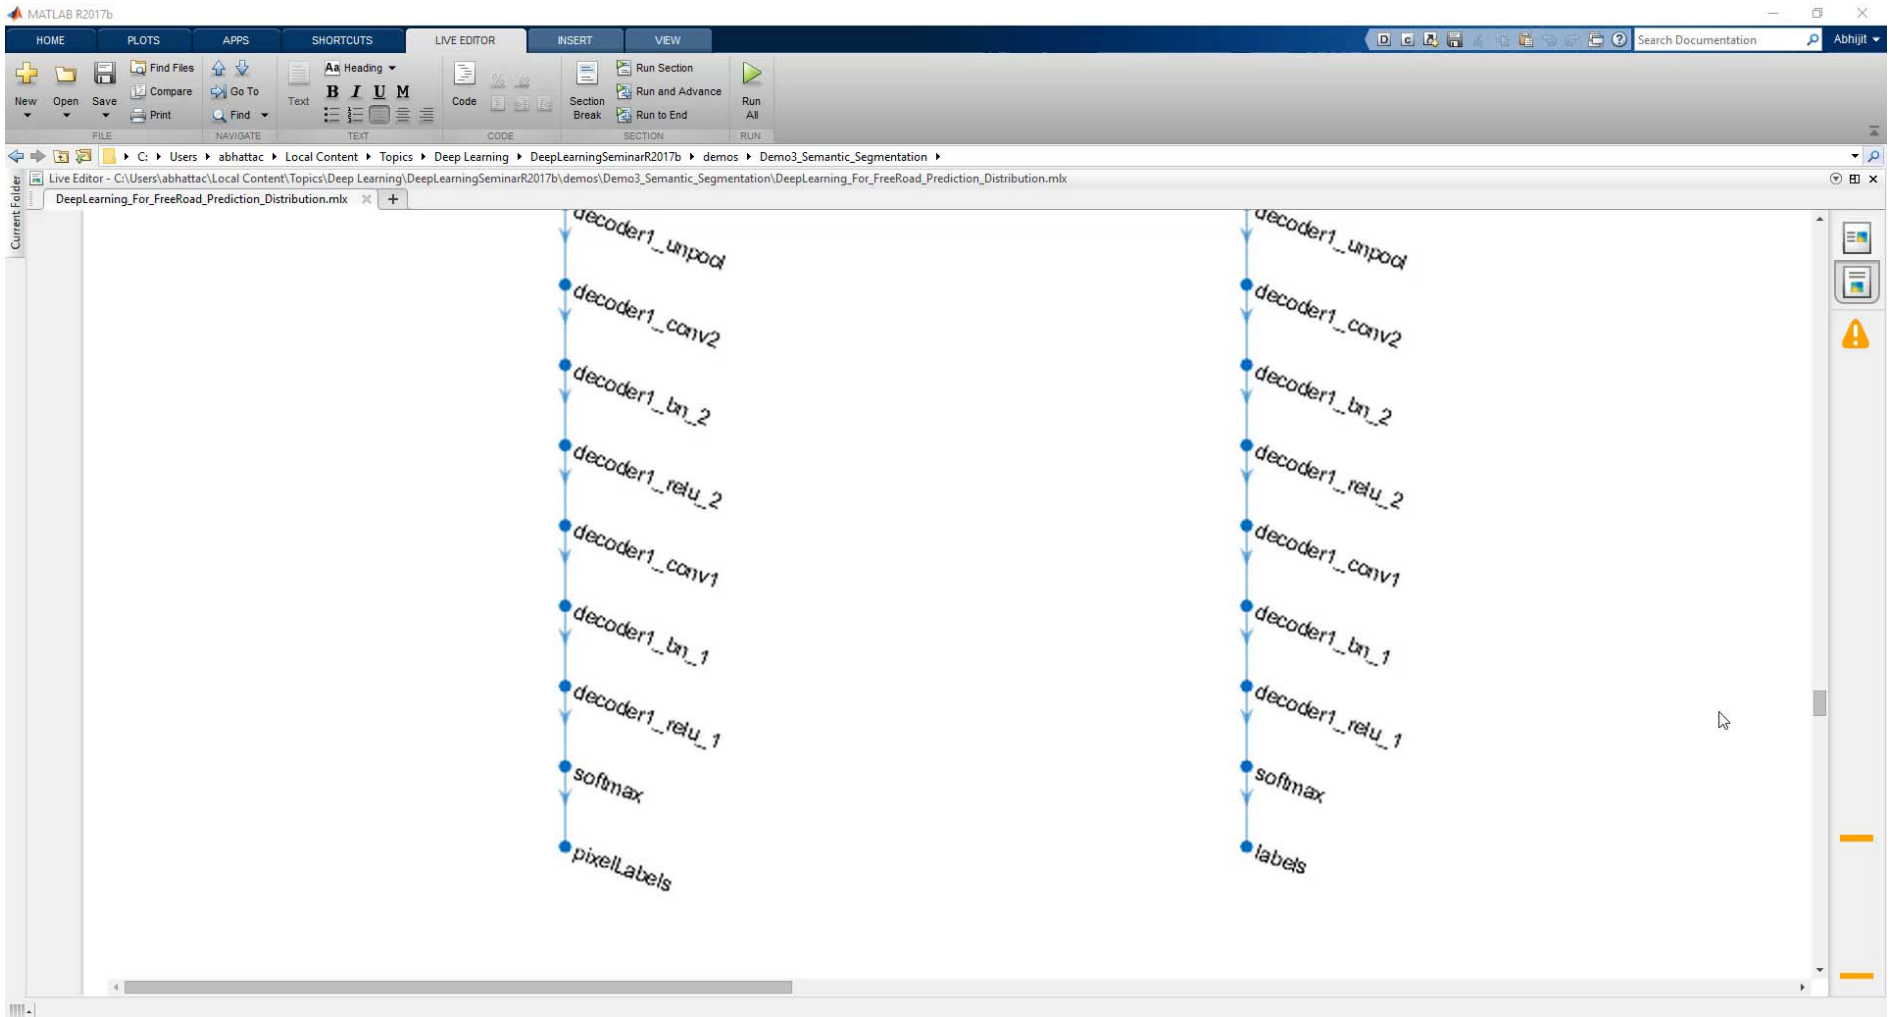 MATLAB R2017b
HOME PLOTS APPS SHORTCUTS LIVE EDITOR INSERT VIEW Search Documentation Abhijit
New Open Save Find Files Compare Print Go To Find Text Aa Heading B I U M Code Section Break Run Section Run and Advance Run to End Run All
FILE NAVIGATE TEXT CODE SECTION RUN
C: Users abhattac Local Content Topics Deep Learning DeepLearningSeminarR2017b demos Demo3_Semantic_Segmentation
Live Editor - C:\Users\abhattac\Local Content\Topics\Deep Learning\DeepLearningSeminarR2017b\demos\Demo3_Semantic_Segmentation\DeepLearning_For_FreeRoad_Prediction_Distribution.mlx
DeepLearning_For_FreeRoad_Prediction_Distribution.mlx
Current Folder
decoder1_unpool decoder1_unpool
decoder1_conv2 decoder1_conv2
decoder1_bn_2 decoder1_bn_2
decoder1_relu_2 decoder1_relu_2
decoder1_conv1 decoder1_conv1
decoder1_bn_1 decoder1_bn_1
decoder1_relu_1 decoder1_relu_1
softmax softmax
pixelLabels labels